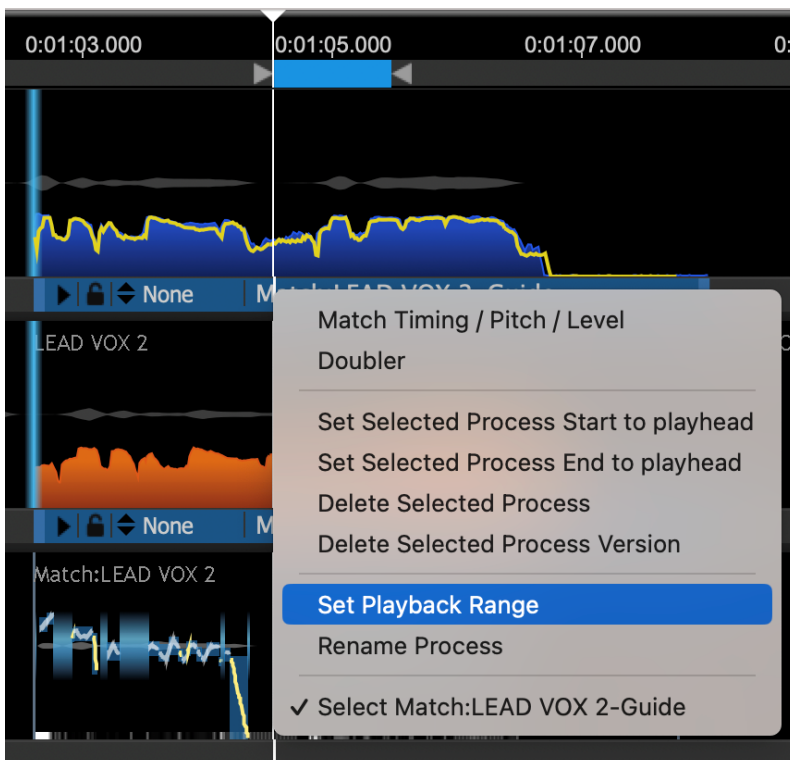 0:01:03.000 0:01:05.000 0:01:07.000 0:
None
LEAD VOX 2
None
Match:LEAD VOX 2
Match Timing / Pitch / Level
Doubler
Set Selected Process Start to playhead
Set Selected Process End to playhead
Delete Selected Process
Delete Selected Process Version
Set Playback Range
Rename Process
✓ Select Match:LEAD VOX 2-Guide